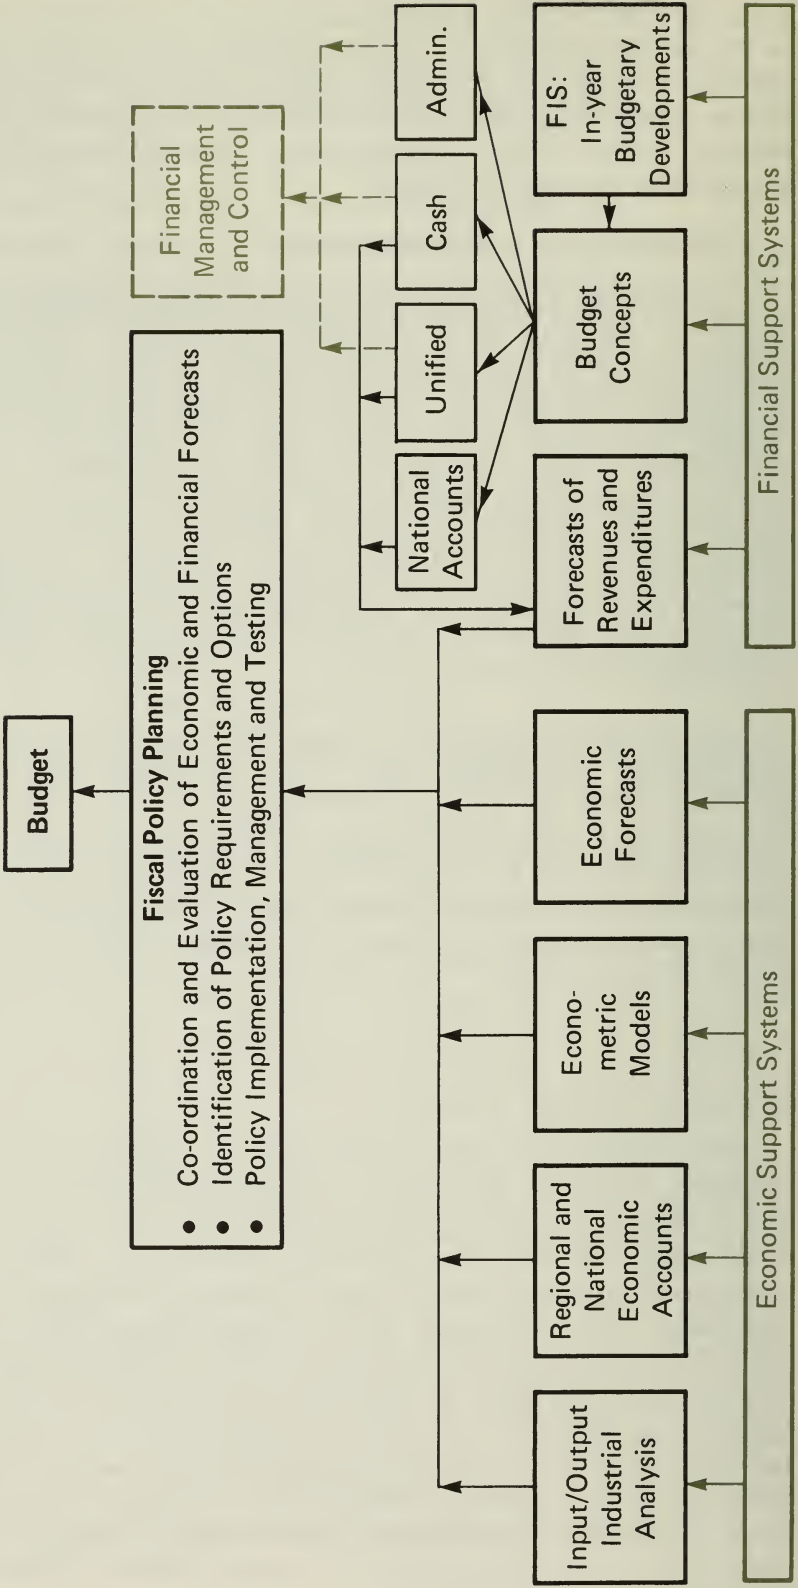 Budget
Fiscal Policy Planning
● Co-ordination and Evaluation of Economic and Financial Forecasts
● Identification of Policy Requirements and Options
● Policy Implementation, Management and Testing
Financial
Management
and Control
National
Accounts
Unified
Cash
Admin.
Input/Output
Industrial
Analysis
Regional and
National
Economic
Accounts
Econo-
metric
Models
Economic
Forecasts
Forecasts of
Revenues and
Expenditures
Budget
Concepts
FIS:
In-year
Budgetary
Developments
Economic Support Systems
Financial Support Systems